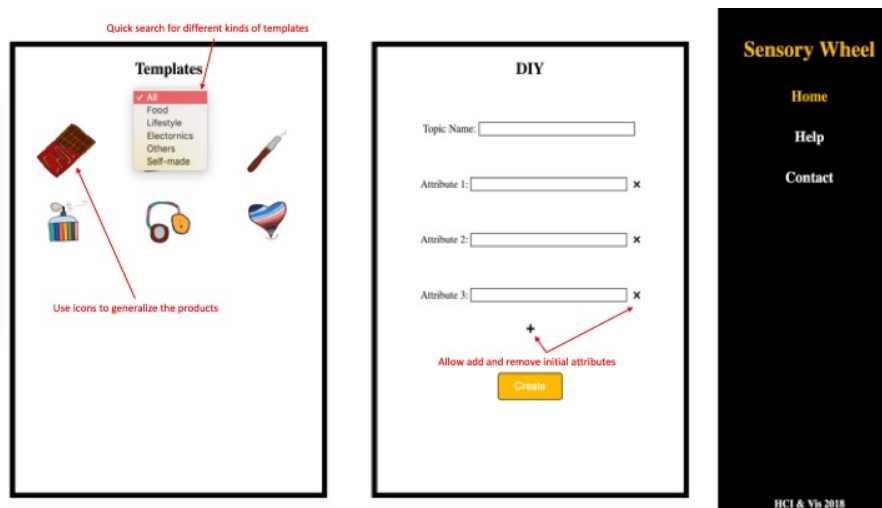 Quick search for different kinds of templates
Templates
✓ All
Food
Lifestyle
Electornics
Others
Self-made
Use icons to generalize the products
DIY
Topic Name:
Attribute 1:
Attribute 2:
Attribute 3:
Allow add and remove initial attributes
Create
Sensory Wheel
Home
Help
Contact
HCI & Vis 2018